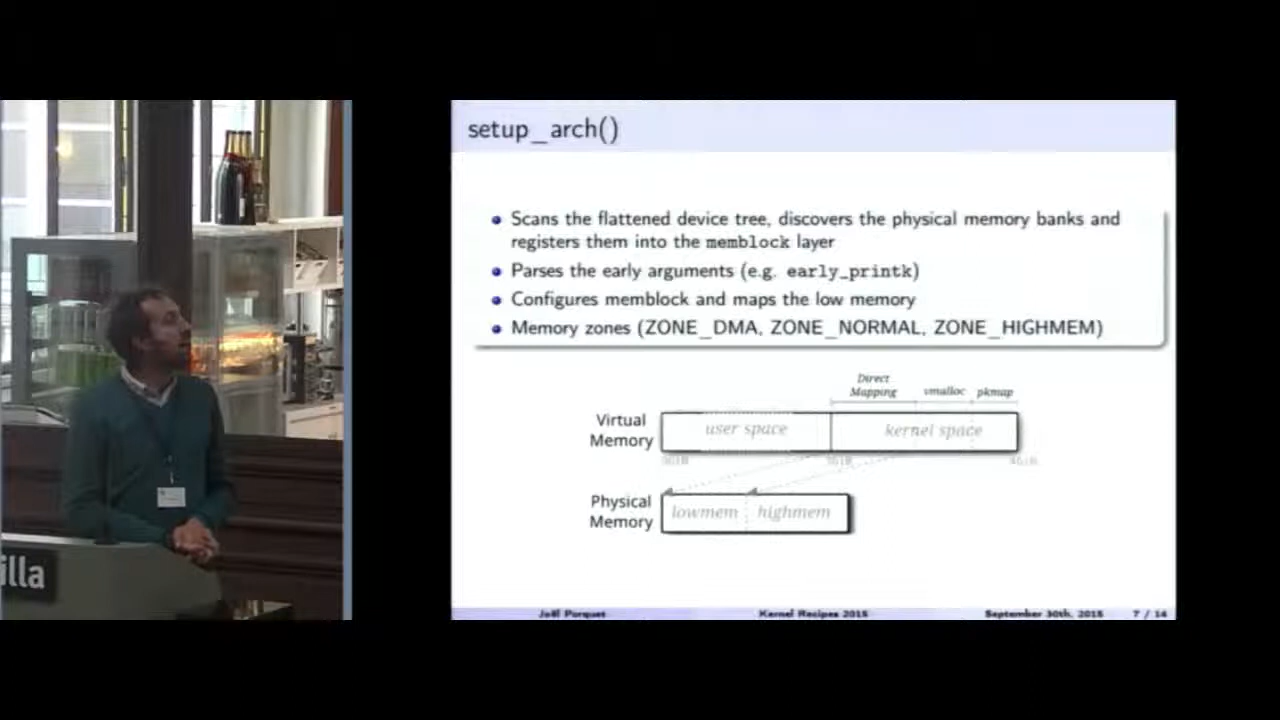 setup_arch()
Scans the flattened device tree, discovers the physical memory banks and
registers them into the memblock layer
Parses the early arguments (e.g. early_printk)
Configures memblock and maps the low memory
Memory zones (ZONE_DMA, ZONE_NORMAL, ZONE_HIGHMEM)
Direct
Mapping
vmalloc
pkmap
Virtual
Memory
user space
kernel space
Physical
Memory
lowmem
highmem
illa
Joël Porquet
Kernel Recipes 2015
September 30th, 2015
7 / 14